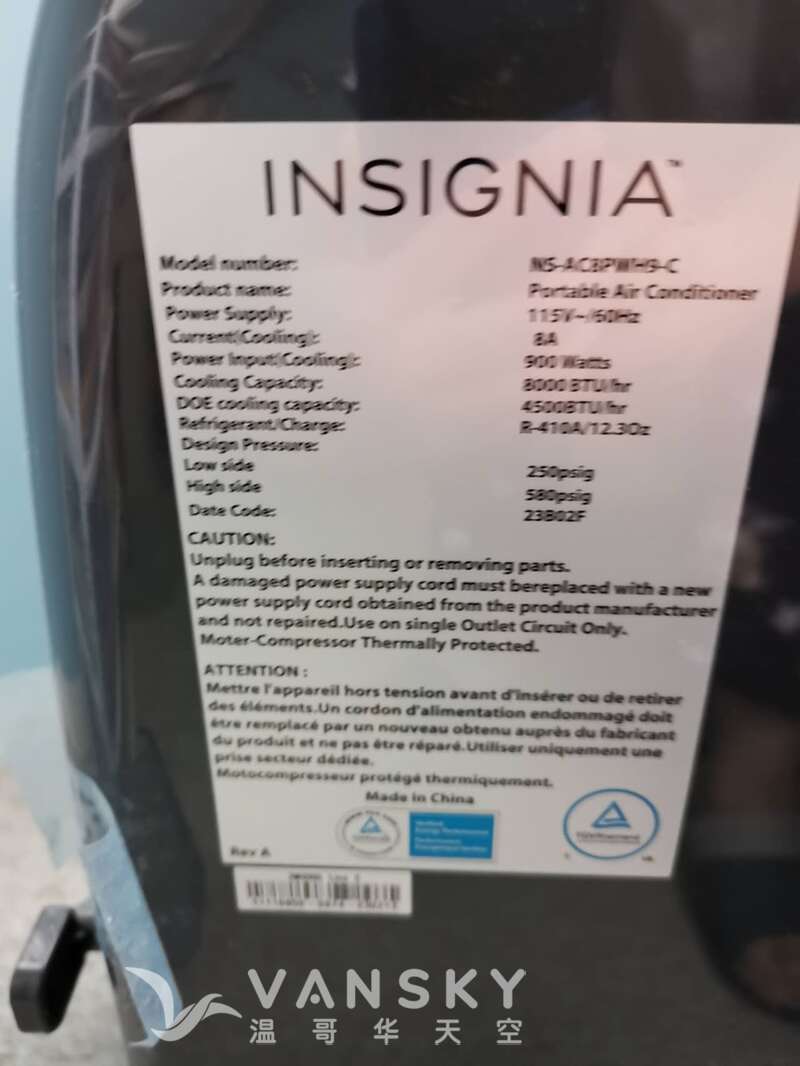 INSIGNIA™
Model number: NS-AC8PWH9-C
Product name: Portable Air Conditioner
Power Supply: 115V~/60Hz
Current(Cooling): 8A
Power Input(Cooling): 900 Watts
Cooling Capacity: 8000 BTU/hr
DOE cooling capacity: 4500BTU/hr
Refrigerant/Charge: R-410A/12.3Oz
Design Pressure:
Low side 250psig
High side 580psig
Date Code: 23B02F
CAUTION:
Unplug before inserting or removing parts.
A damaged power supply cord must bereplaced with a new
power supply cord obtained from the product manufacturer
and not repaired.Use on single Outlet Circuit Only.
Moter-Compressor Thermally Protected.
ATTENTION :
Mettre l'appareil hors tension avant d'insérer ou de retirer
des éléments.Un cordon d'alimentation endommagé doit
être remplacé par un nouveau obtenu auprès du fabricant
du produit et ne pas être réparé.Utiliser uniquement une
prise secteur dédiée.
Motocompresseur protégé thermiquement.
Made in China
Verified
Energy Performance
TÜVRheinland
Rev A
VANSKY
温哥华天空